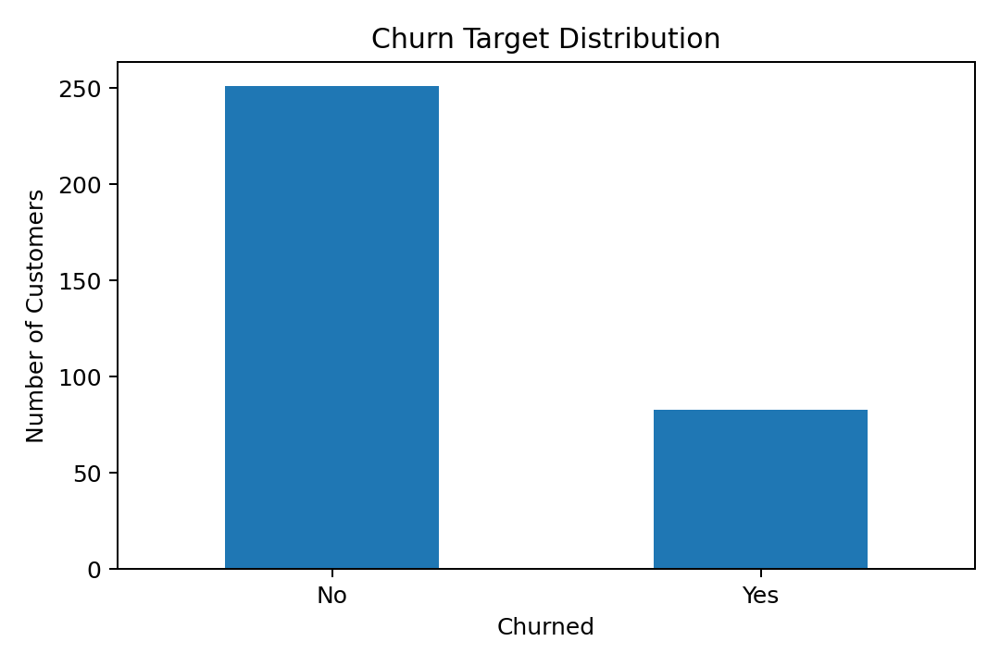 Churn Target Distribution
Number of Customers
250
200
150
100
50
0
No Yes
Churned